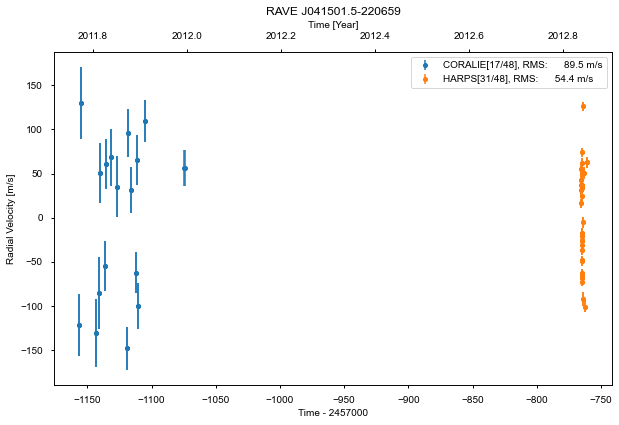 RAVE J041501.5-220659
Time [Year]
2011.8 2012.0 2012.2 2012.4 2012.6 2012.8
CORALIE[17/48], RMS: 89.5 m/s
HARPS[31/48], RMS: 54.4 m/s
Radial Velocity [m/s]
150
100
50
0
−50
−100
−150
−1150 −1100 −1050 −1000 −950 −900 −850 −800 −750
Time - 2457000